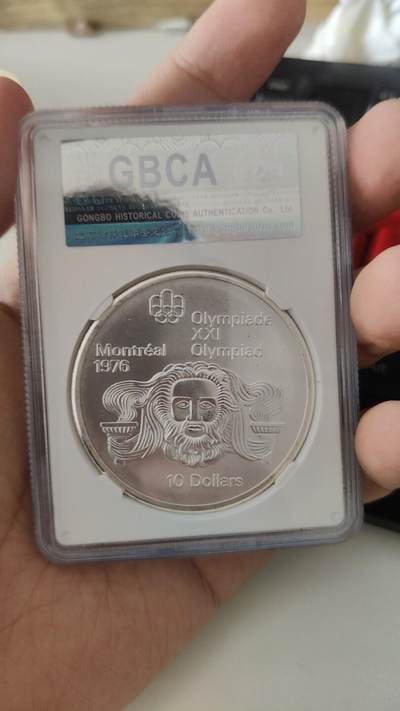 GBCA
GONGBO HISTORICAL COINS AUTHENTICATION Co., Ltd.
Olympiade
XXI
Montréal Olympiad
1976
10 Dollars